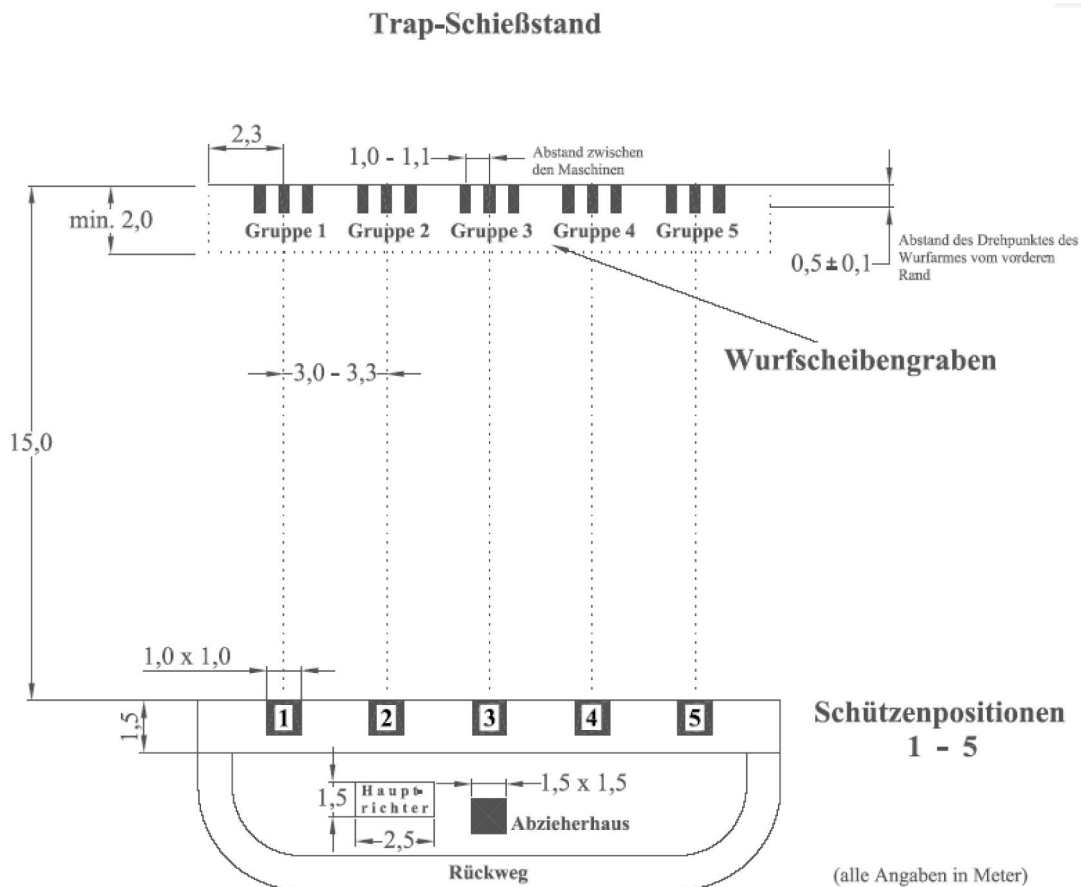 Trap-Schießstand
2,3
1,0 - 1,1
Abstand zwischen
den Maschinen
min. 2,0
Gruppe 1 Gruppe 2 Gruppe 3 Gruppe 4 Gruppe 5
0,5±0,1
Abstand des Drehpunktes des
Wurfarmes vom vorderen
Rand
Wurfscheibengraben
3,0 - 3,3
15,0
1,0 x 1,0
1,5
1 2 3 4 5
Schützenpositionen
1 - 5
1,5
Haupt-
richter
2,5
1,5 x 1,5
Abzieherhaus
Rückweg
(alle Angaben in Meter)